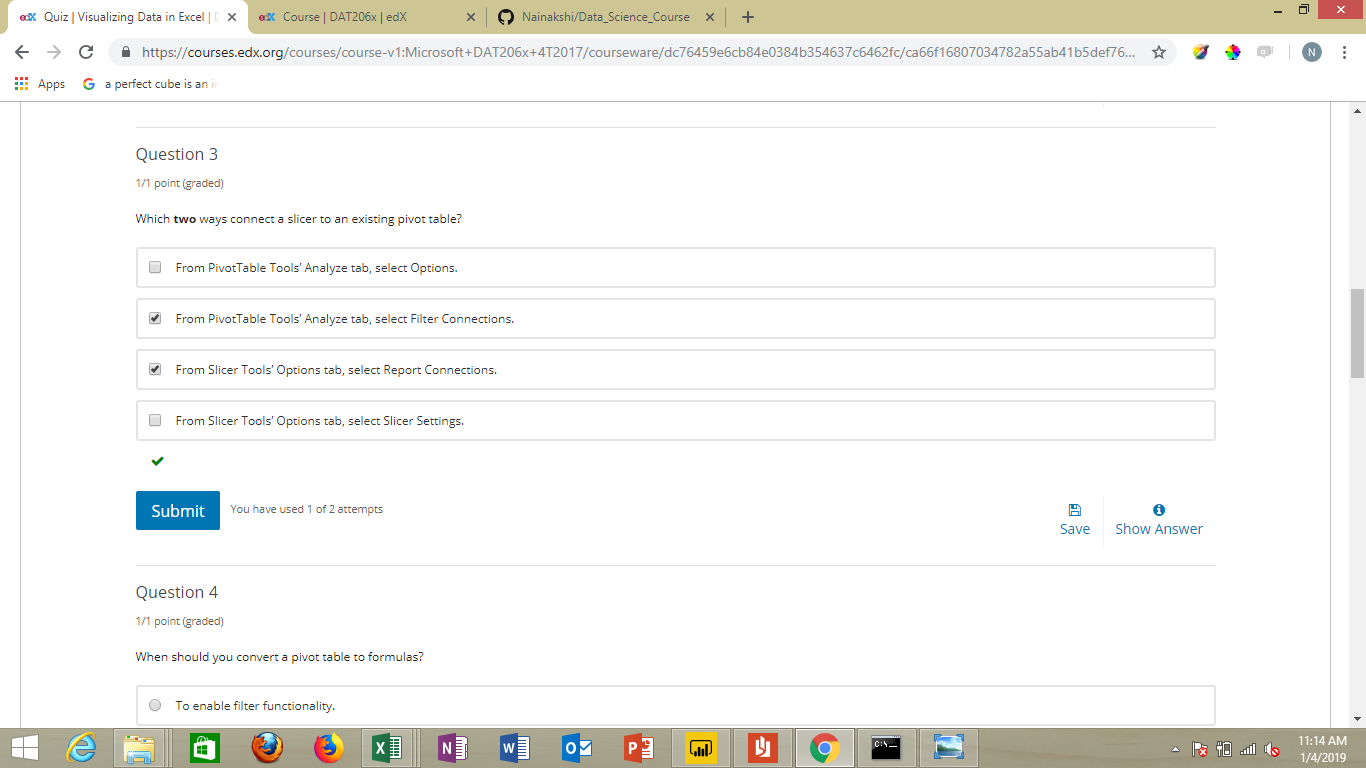 Quiz | Visualizing Data in Excel |
Course | DAT206x | edX
Nainakshi/Data_Science_Course
https://courses.edx.org/courses/course-v1:Microsoft+DAT206x+4T2017/courseware/dc76459e6cb84e0384b354637c6462fc/ca66f16807034782a55ab41b5def76...
N
Apps
a perfect cube is an i
Question 3
1/1 point (graded)
Which two ways connect a slicer to an existing pivot table?
From PivotTable Tools’ Analyze tab, select Options.
From PivotTable Tools’ Analyze tab, select Filter Connections.
From Slicer Tools’ Options tab, select Report Connections.
From Slicer Tools’ Options tab, select Slicer Settings.
Submit
You have used 1 of 2 attempts
Save
Show Answer
Question 4
1/1 point (graded)
When should you convert a pivot table to formulas?
To enable filter functionality.
11:14 AM
1/4/2019